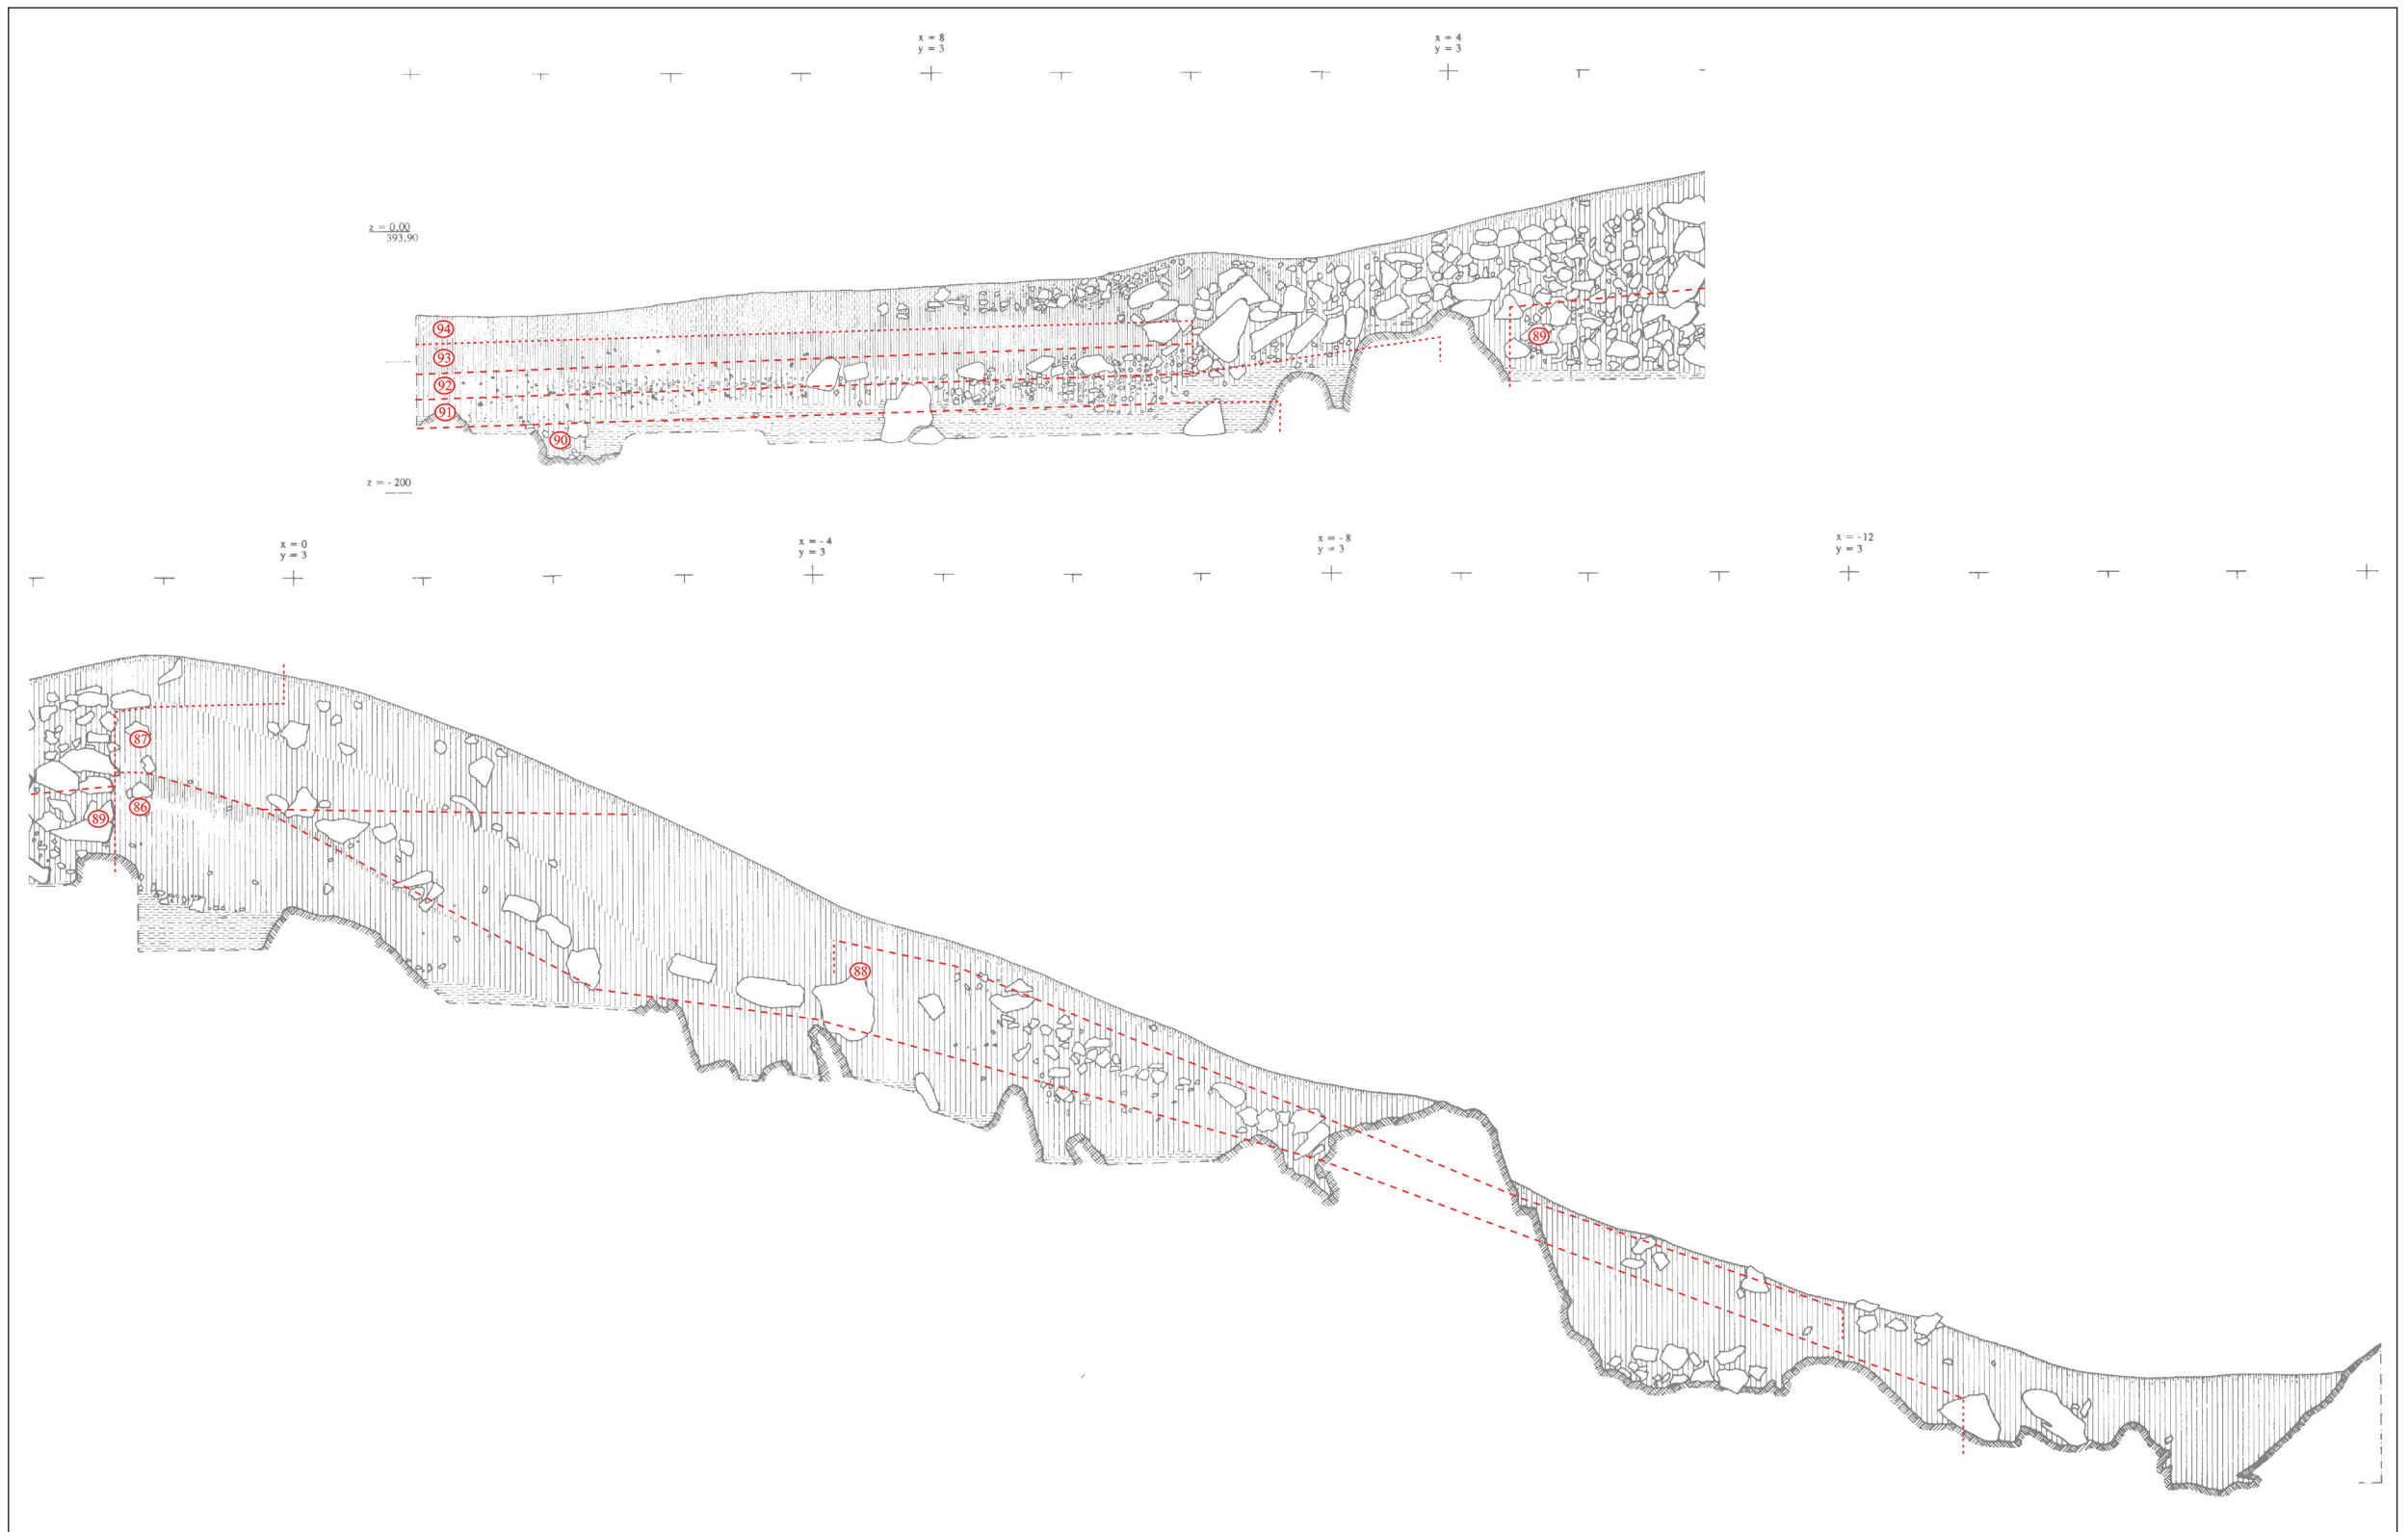 x = 8
y = 3
x = 4
y = 3
z = 0.00
393.90
94
93
92
91
90
89
z = - 200
x = 0
y = 3
x = - 4
y = 3
x = - 8
y = 3
x = -12
y = 3
87
86
89
88